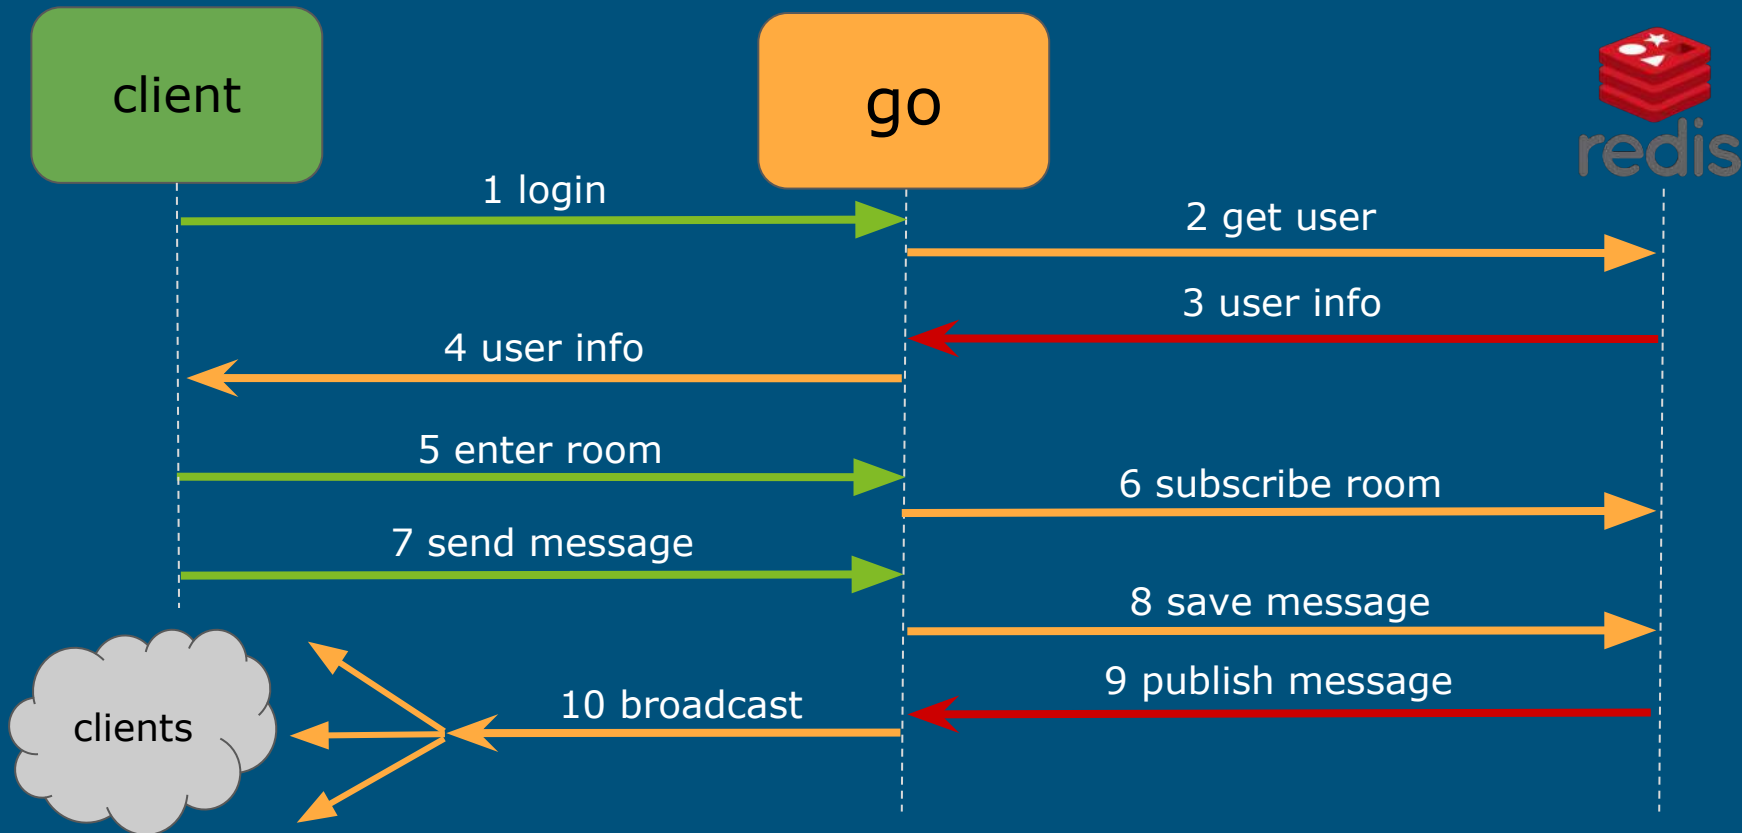 client
go
redis
1 login
2 get user
3 user info
4 user info
5 enter room
6 subscribe room
7 send message
8 save message
9 publish message
10 broadcast
clients